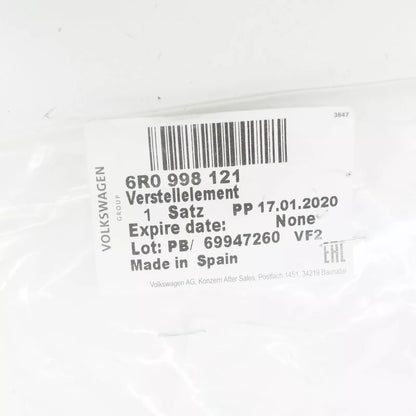 3847
VOLKSWAGEN
GROUP
6R0 998 121
Verstellelement
1 Satz PP 17.01.2020
Expire date: None
Lot: PB/ 69947260 VF2
Made in Spain
EAC
Volkswagen AG, Konzern After Sales, Postfach 1451, 34219 Baunatal